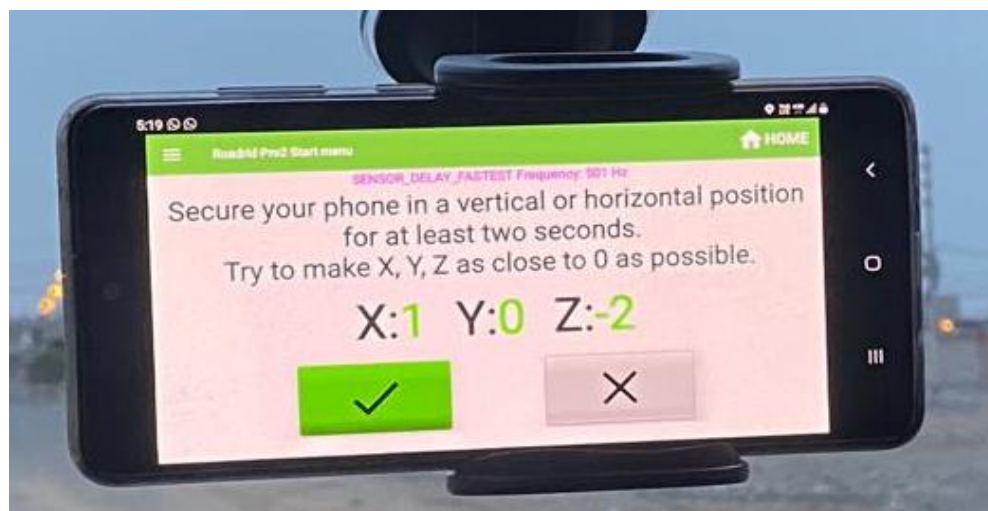 5:19
Roadrid Pro2 Start menu
HOME
SENSOR_DELAY_FASTEST Frequency: 501 Hz
Secure your phone in a vertical or horizontal position
for at least two seconds.
Try to make X, Y, Z as close to 0 as possible.
X:1 Y:0 Z:-2